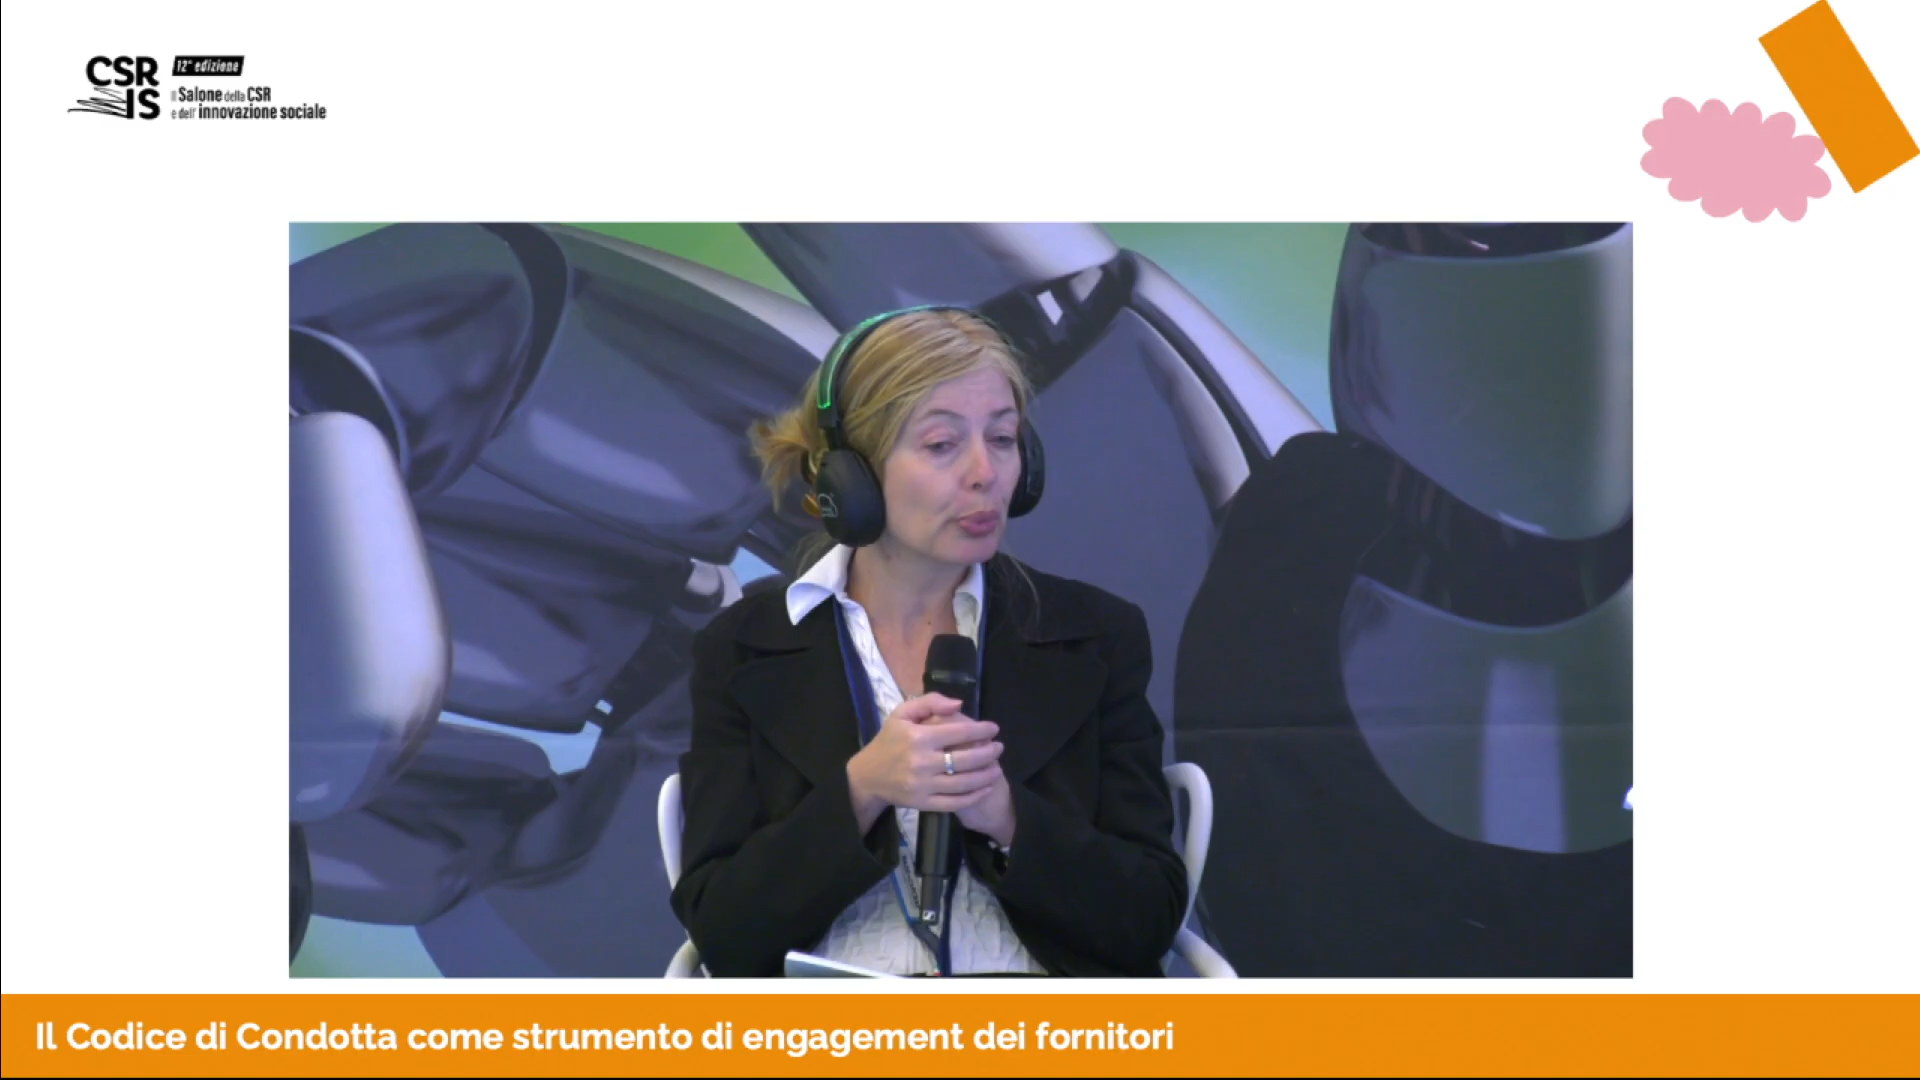 CSR
IS
12° edizione
Il Salone della CSR
e dell'innovazione sociale
Il Codice di Condotta come strumento di engagement dei fornitori